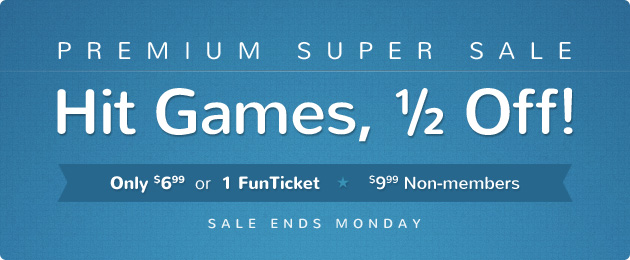 PREMIUM SUPER SALE
Hit Games, ½ Off!
Only $6⁹⁹ or 1 FunTicket ★ $9⁹⁹ Non-members
SALE ENDS MONDAY